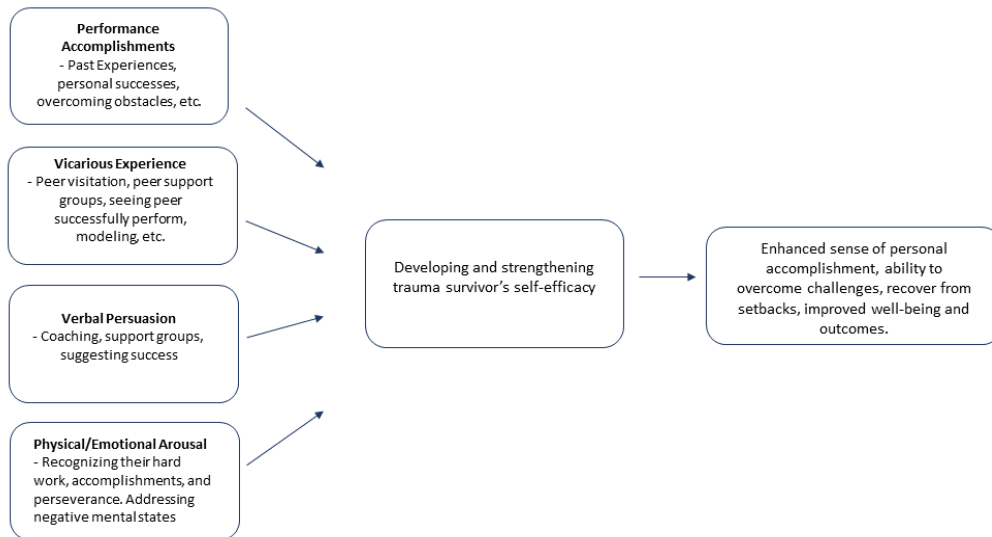 Performance
Accomplishments
- Past Experiences,
personal successes,
overcoming obstacles, etc.
Vicarious Experience
- Peer visitation, peer support
groups, seeing peer
successfully perform,
modeling, etc.
Verbal Persuasion
- Coaching, support groups,
suggesting success
Physical/Emotional Arousal
- Recognizing their hard
work, accomplishments, and
perseverance. Addressing
negative mental states
Developing and strengthening
trauma survivor's self-efficacy
Enhanced sense of personal
accomplishment, ability to
overcome challenges, recover from
setbacks, improved well-being and
outcomes.